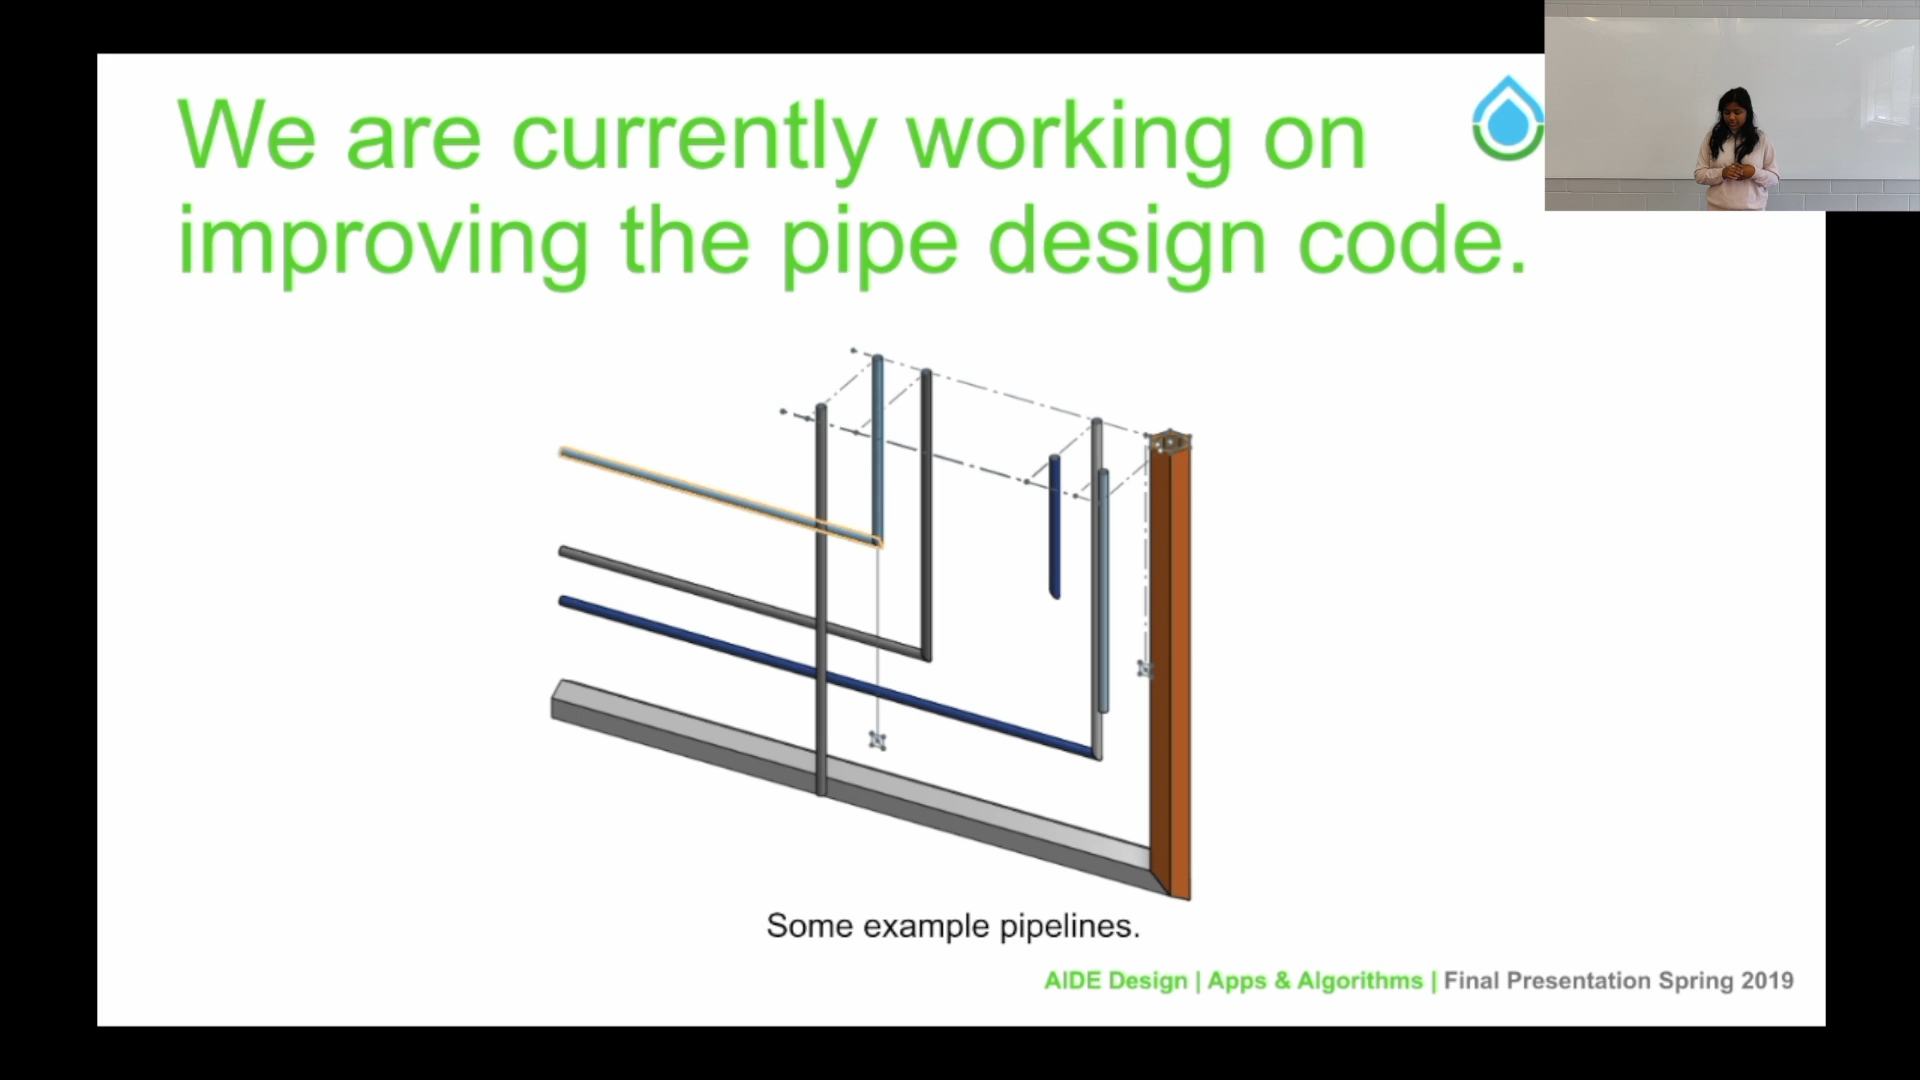 We are currently working on
improving the pipe design code.
Some example pipelines.
AIDE Design | Apps & Algorithms | Final Presentation Spring 2019